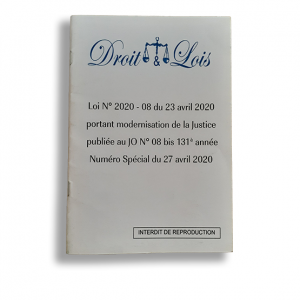 Droit & Lois
Loi N° 2020 - 08 du 23 avril 2020
portant modernisation de la Justice
publiée au JO N° 08 bis 131ᵉ année
Numéro Spécial du 27 avril 2020
INTERDIT DE REPRODUCTION